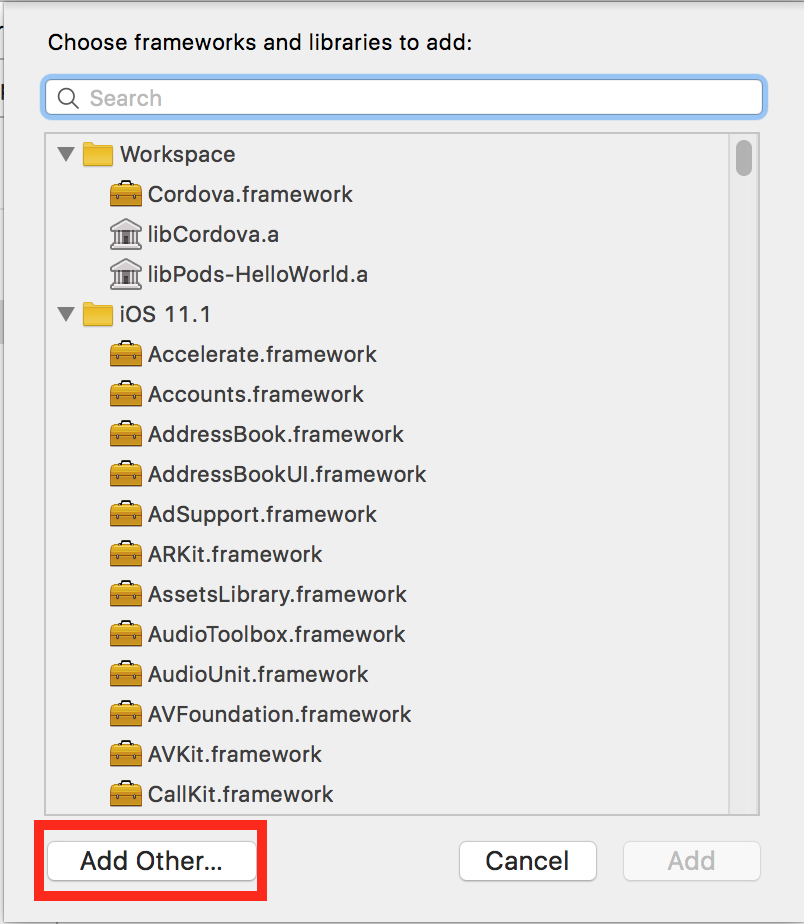 Choose frameworks and libraries to add:
Search
Workspace
Cordova.framework
libCordova.a
libPods-HelloWorld.a
iOS 11.1
Accelerate.framework
Accounts.framework
AddressBook.framework
AddressBookUI.framework
AdSupport.framework
ARKit.framework
AssetsLibrary.framework
AudioToolbox.framework
AudioUnit.framework
AVFoundation.framework
AVKit.framework
CallKit.framework
Add Other... Cancel Add